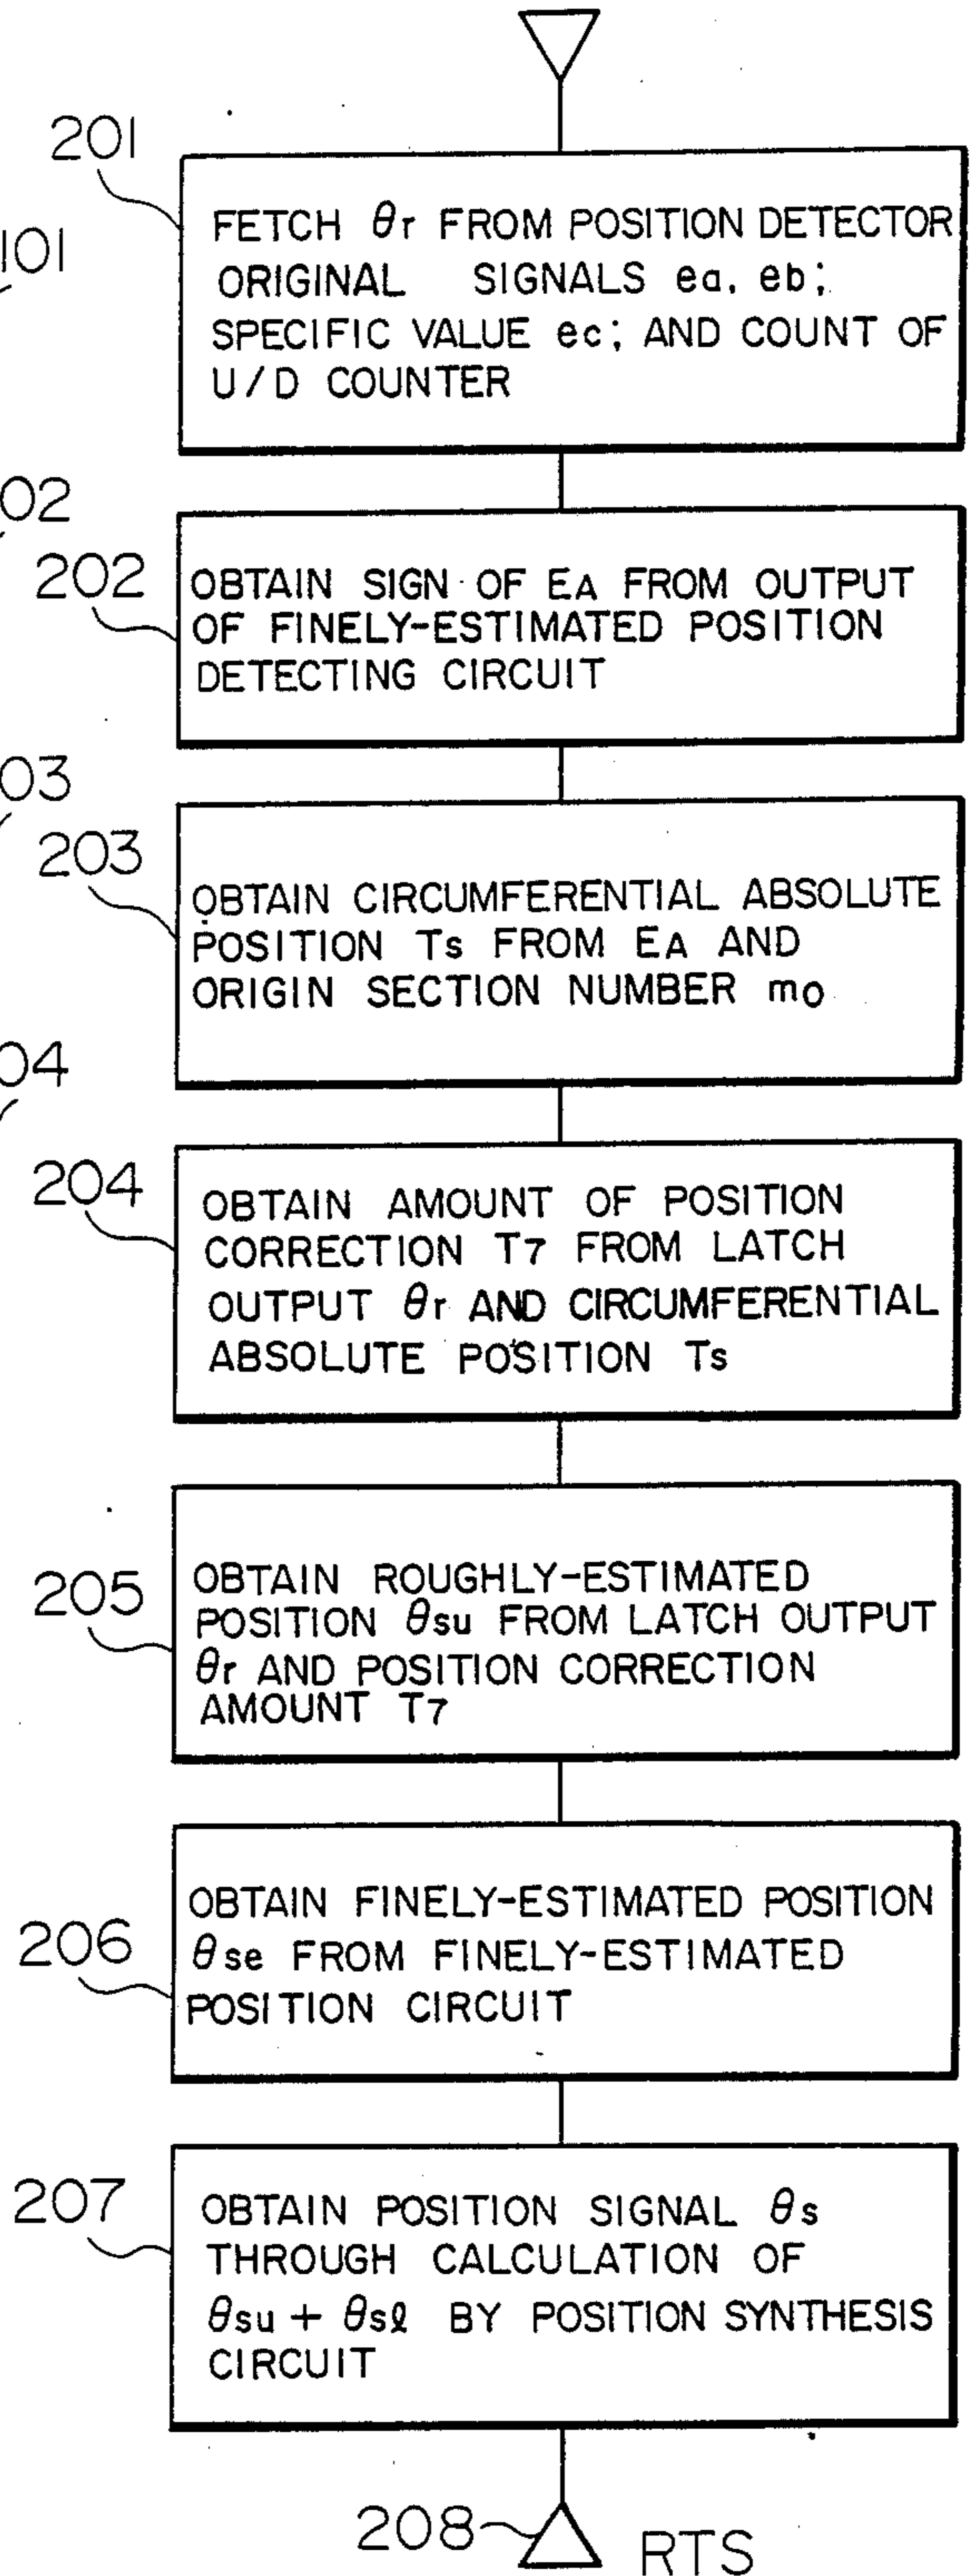 201
FETCH θr FROM POSITION DETECTOR
ORIGINAL SIGNALS ea, eb;
SPECIFIC VALUE ec; AND COUNT OF
U/D COUNTER
101
02
202
OBTAIN SIGN OF EA FROM OUTPUT
OF FINELY-ESTIMATED POSITION
DETECTING CIRCUIT
03
203
OBTAIN CIRCUMFERENTIAL ABSOLUTE
POSITION Ts FROM EA AND
ORIGIN SECTION NUMBER mo
04
204
OBTAIN AMOUNT OF POSITION
CORRECTION T7 FROM LATCH
OUTPUT θr AND CIRCUMFERENTIAL
ABSOLUTE POSITION Ts
205
OBTAIN ROUGHLY-ESTIMATED
POSITION θsu FROM LATCH OUTPUT
θr AND POSITION CORRECTION
AMOUNT T7
206
OBTAIN FINELY-ESTIMATED POSITION
θse FROM FINELY-ESTIMATED
POSITION CIRCUIT
207
OBTAIN POSITION SIGNAL θs
THROUGH CALCULATION OF
θsu + θsℓ BY POSITION SYNTHESIS
CIRCUIT
208
RTS